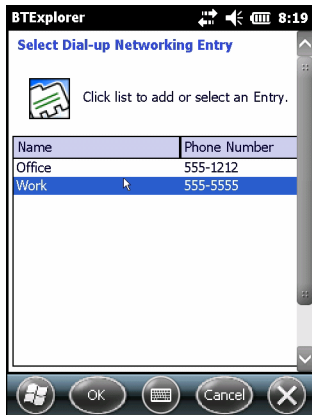 BTExplorer 8:19
Select Dial-up Networking Entry
Click list to add or select an Entry.
Name Phone Number
Office 555-1212
Work 555-5555
OK Cancel